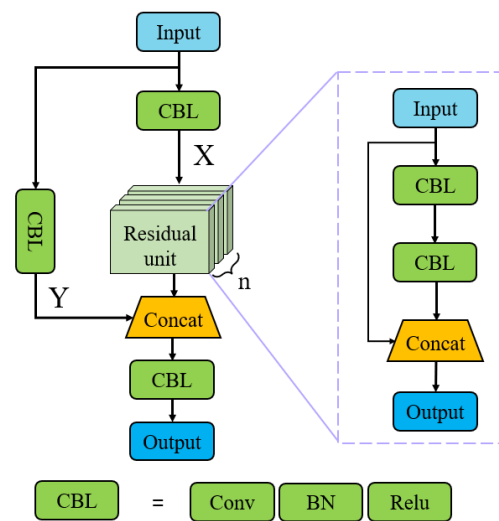 Input
CBL
X
CBL
Residual
unit
n
Y
Concat
CBL
Output
Input
CBL
CBL
Concat
Output
CBL = Conv BN Relu